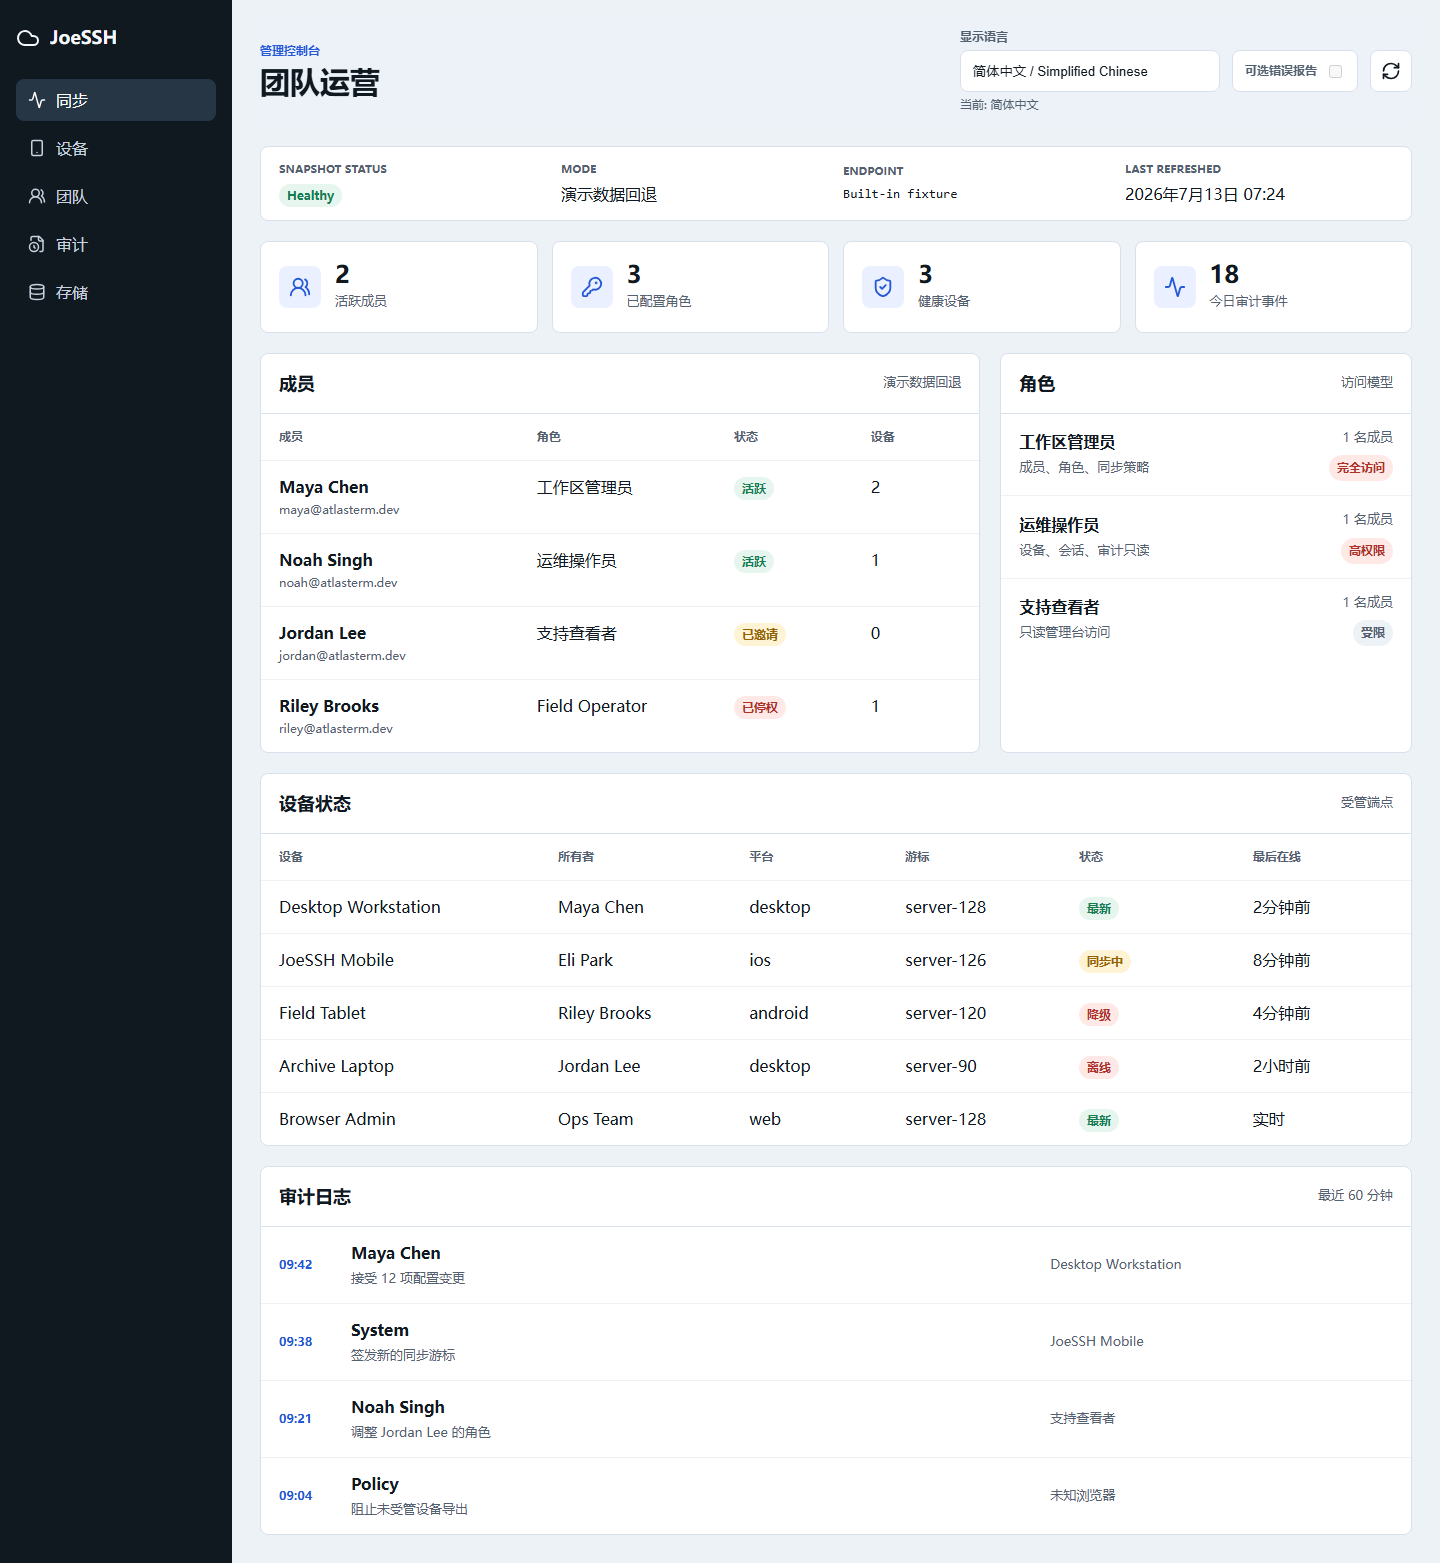 JoeSSH
同步
设备
团队
审计
存储
管理控制台
团队运营
显示语言
简体中文 / Simplified Chinese
当前: 简体中文
可选错误报告
SNAPSHOT STATUS
Healthy
MODE
演示数据回退
ENDPOINT
Built-in fixture
LAST REFRESHED
2026年7月13日 07:24
2
活跃成员
3
已配置角色
3
健康设备
18
今日审计事件
成员 演示数据回退
成员 角色 状态 设备
Maya Chen 工作区管理员 活跃 2
maya@atlasterm.dev
Noah Singh 运维操作员 活跃 1
noah@atlasterm.dev
Jordan Lee 支持查看者 已邀请 0
jordan@atlasterm.dev
Riley Brooks Field Operator 已停权 1
riley@atlasterm.dev
角色 访问模型
工作区管理员 1 名成员
成员、角色、同步策略 完全访问
运维操作员 1 名成员
设备、会话、审计只读 高权限
支持查看者 1 名成员
只读管理台访问 受限
设备状态 受管端点
设备 所有者 平台 游标 状态 最后在线
Desktop Workstation Maya Chen desktop server-128 最新 2分钟前
JoeSSH Mobile Eli Park ios server-126 同步中 8分钟前
Field Tablet Riley Brooks android server-120 降级 4分钟前
Archive Laptop Jordan Lee desktop server-90 离线 2小时前
Browser Admin Ops Team web server-128 最新 实时
审计日志 最近 60 分钟
09:42 Maya Chen Desktop Workstation
接受 12 项配置变更
09:38 System JoeSSH Mobile
签发新的同步游标
09:21 Noah Singh 支持查看者
调整 Jordan Lee 的角色
09:04 Policy 未知浏览器
阻止未受管设备导出